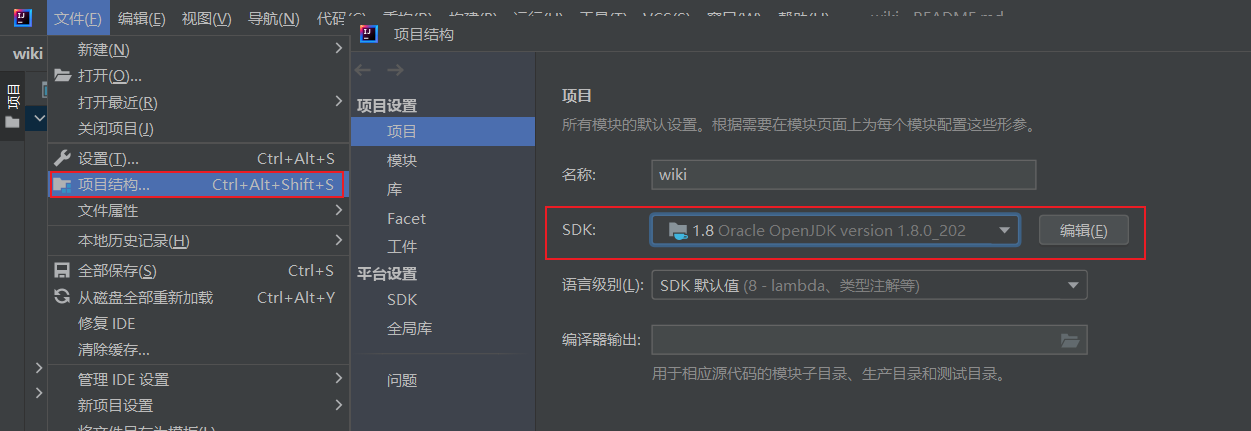 文件(F) 编辑(E) 视图(V) 导航(N) 代码
wiki
项目
新建(N)
打开(O)...
打开最近(R)
关闭项目(J)
设置(T)... Ctrl+Alt+S
项目结构... Ctrl+Alt+Shift+S
文件属性
本地历史记录(H)
全部保存(S) Ctrl+S
从磁盘全部重新加载 Ctrl+Alt+Y
修复 IDE
清除缓存...
管理 IDE 设置
新项目设置
项目结构
项目设置
项目
模块
库
Facet
工件
平台设置
SDK
全局库
问题
项目
所有模块的默认设置。根据需要在模块页面上为每个模块配置这些形参。
名称: wiki
SDK: 1.8 Oracle OpenJDK version 1.8.0_202 编辑(E)
语言级别(L): SDK 默认值 (8 - lambda、类型注解等)
编译器输出:
用于相应源代码的模块子目录、生产目录和测试目录。